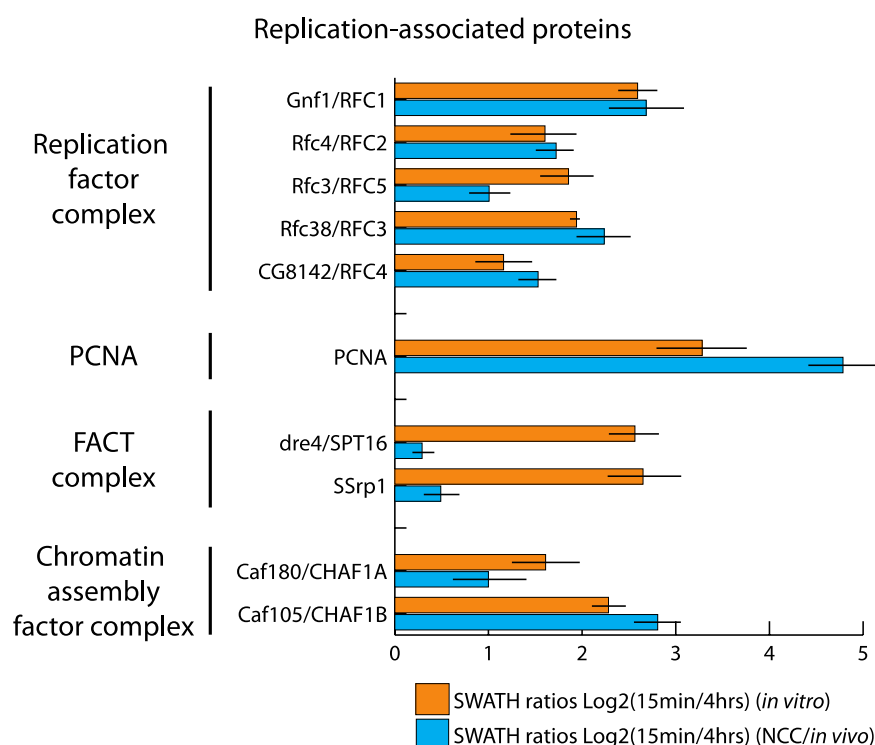 Replication-associated proteins
Replication
factor
complex
Gnf1/RFC1
Rfc4/RFC2
Rfc3/RFC5
Rfc38/RFC3
CG8142/RFC4
PCNA
PCNA
FACT
complex
dre4/SPT16
SSrp1
Chromatin
assembly
factor complex
Caf180/CHAF1A
Caf105/CHAF1B
0 1 2 3 4 5
SWATH ratios Log2(15min/4hrs) (in vitro)
SWATH ratios Log2(15min/4hrs) (NCC/in vivo)